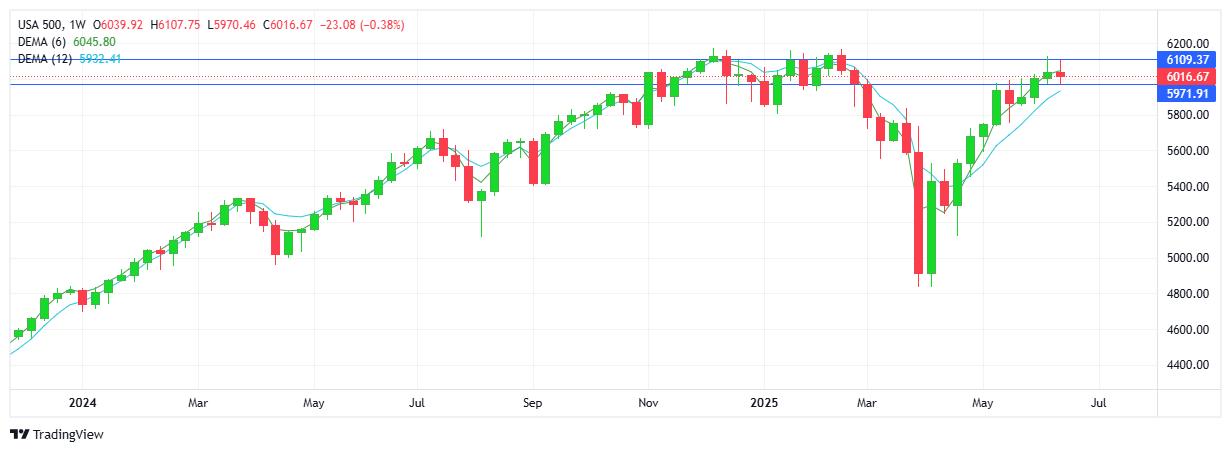 USA 500, 1W O6039.92 H6107.75 L5970.46 C6016.67 −23.08 (−0.38%)
DEMA (6) 6045.80
DEMA (12) 5932.41
6200.00
6109.37
6016.67
5971.91
5800.00
5600.00
5400.00
5200.00
5000.00
4800.00
4600.00
4400.00
2024 Mar May Jul Sep Nov 2025 Mar May Jul
TradingView